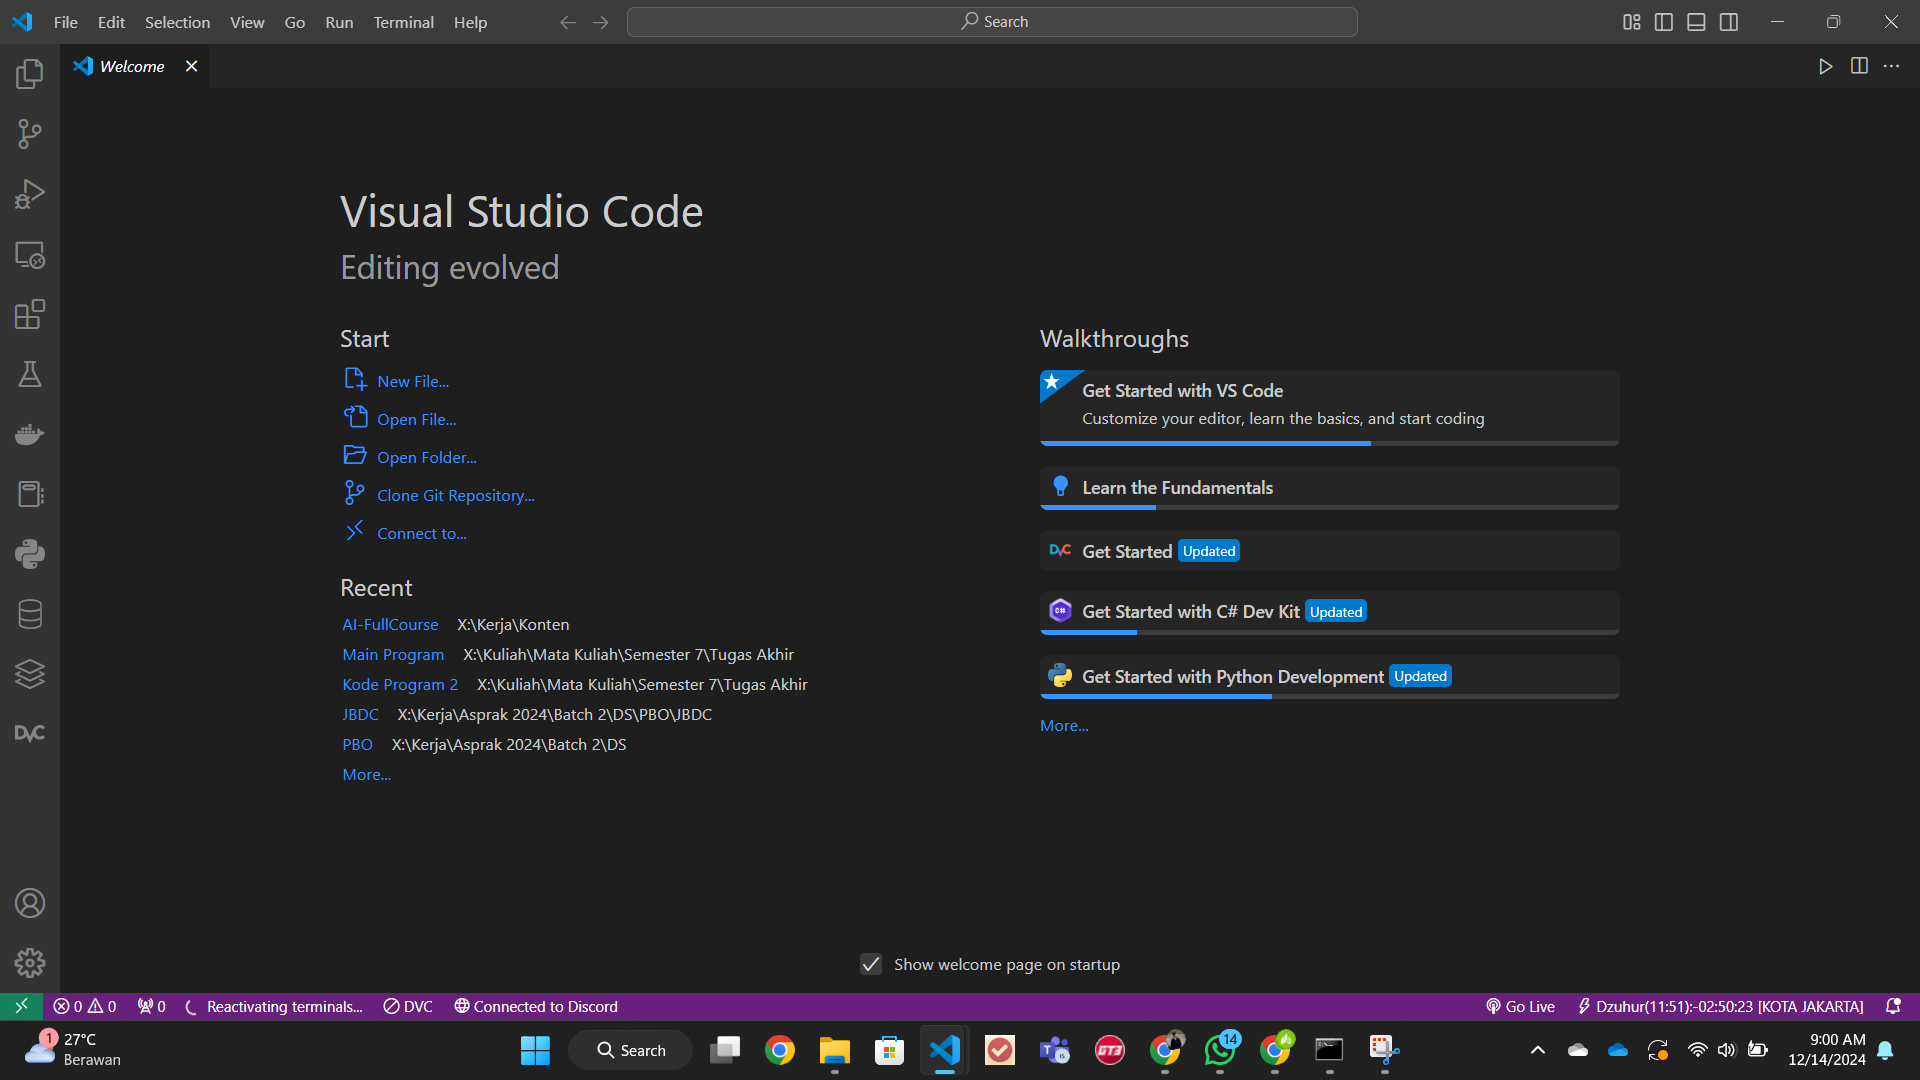 File Edit Selection View Go Run Terminal Help
Search
Welcome
Visual Studio Code
Editing evolved
Start
New File...
Open File...
Open Folder...
Clone Git Repository...
Connect to...
Recent
AI-FullCourse X:\Kerja\Konten
Main Program X:\Kuliah\Mata Kuliah\Semester 7\Tugas Akhir
Kode Program 2 X:\Kuliah\Mata Kuliah\Semester 7\Tugas Akhir
JBDC X:\Kerja\Asprak 2024\Batch 2\DS\PBO\JBDC
PBO X:\Kerja\Asprak 2024\Batch 2\DS
More...
Walkthroughs
Get Started with VS Code
Customize your editor, learn the basics, and start coding
Learn the Fundamentals
DVC Get Started Updated
C# Get Started with C# Dev Kit Updated
Get Started with Python Development Updated
More...
DVC
Show welcome page on startup
0 0 0 Reactivating terminals... DVC Connected to Discord Go Live Dzuhur(11:51):-02:50:23 [KOTA JAKARTA]
1 27°C
Berawan
Search
GT3
14
9:00 AM
12/14/2024